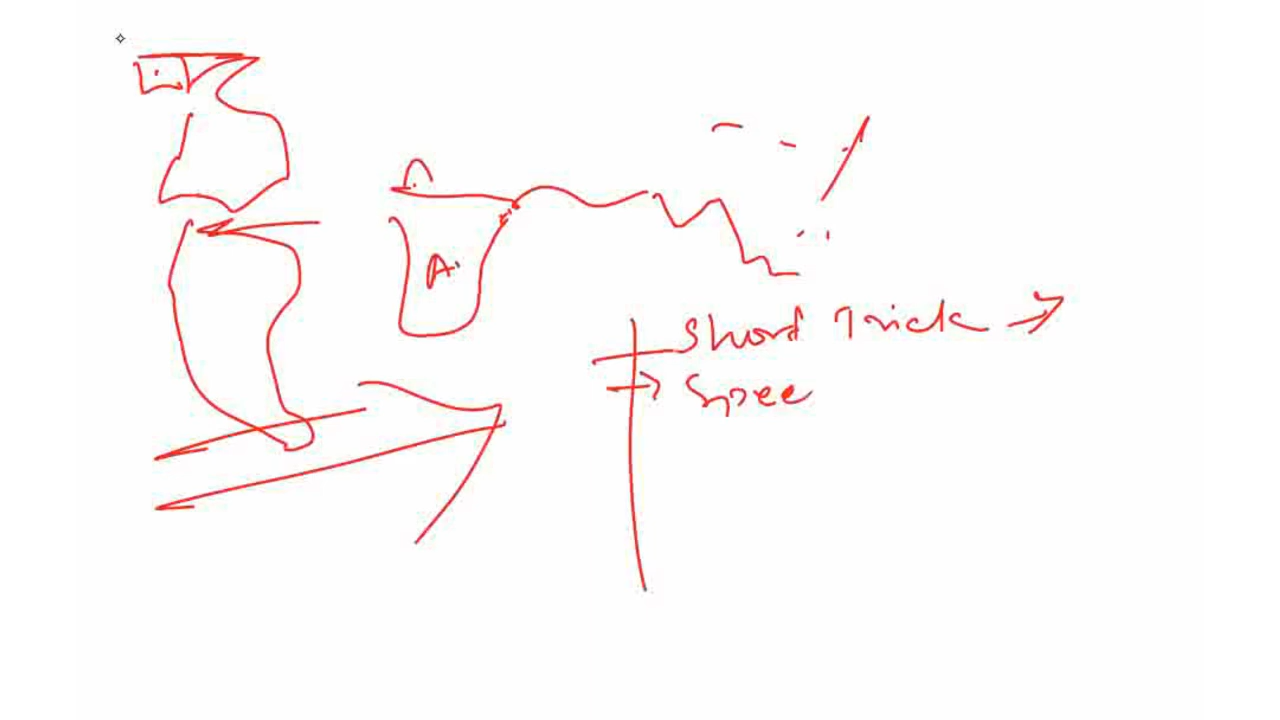 A
Short Trick →
→ Spee